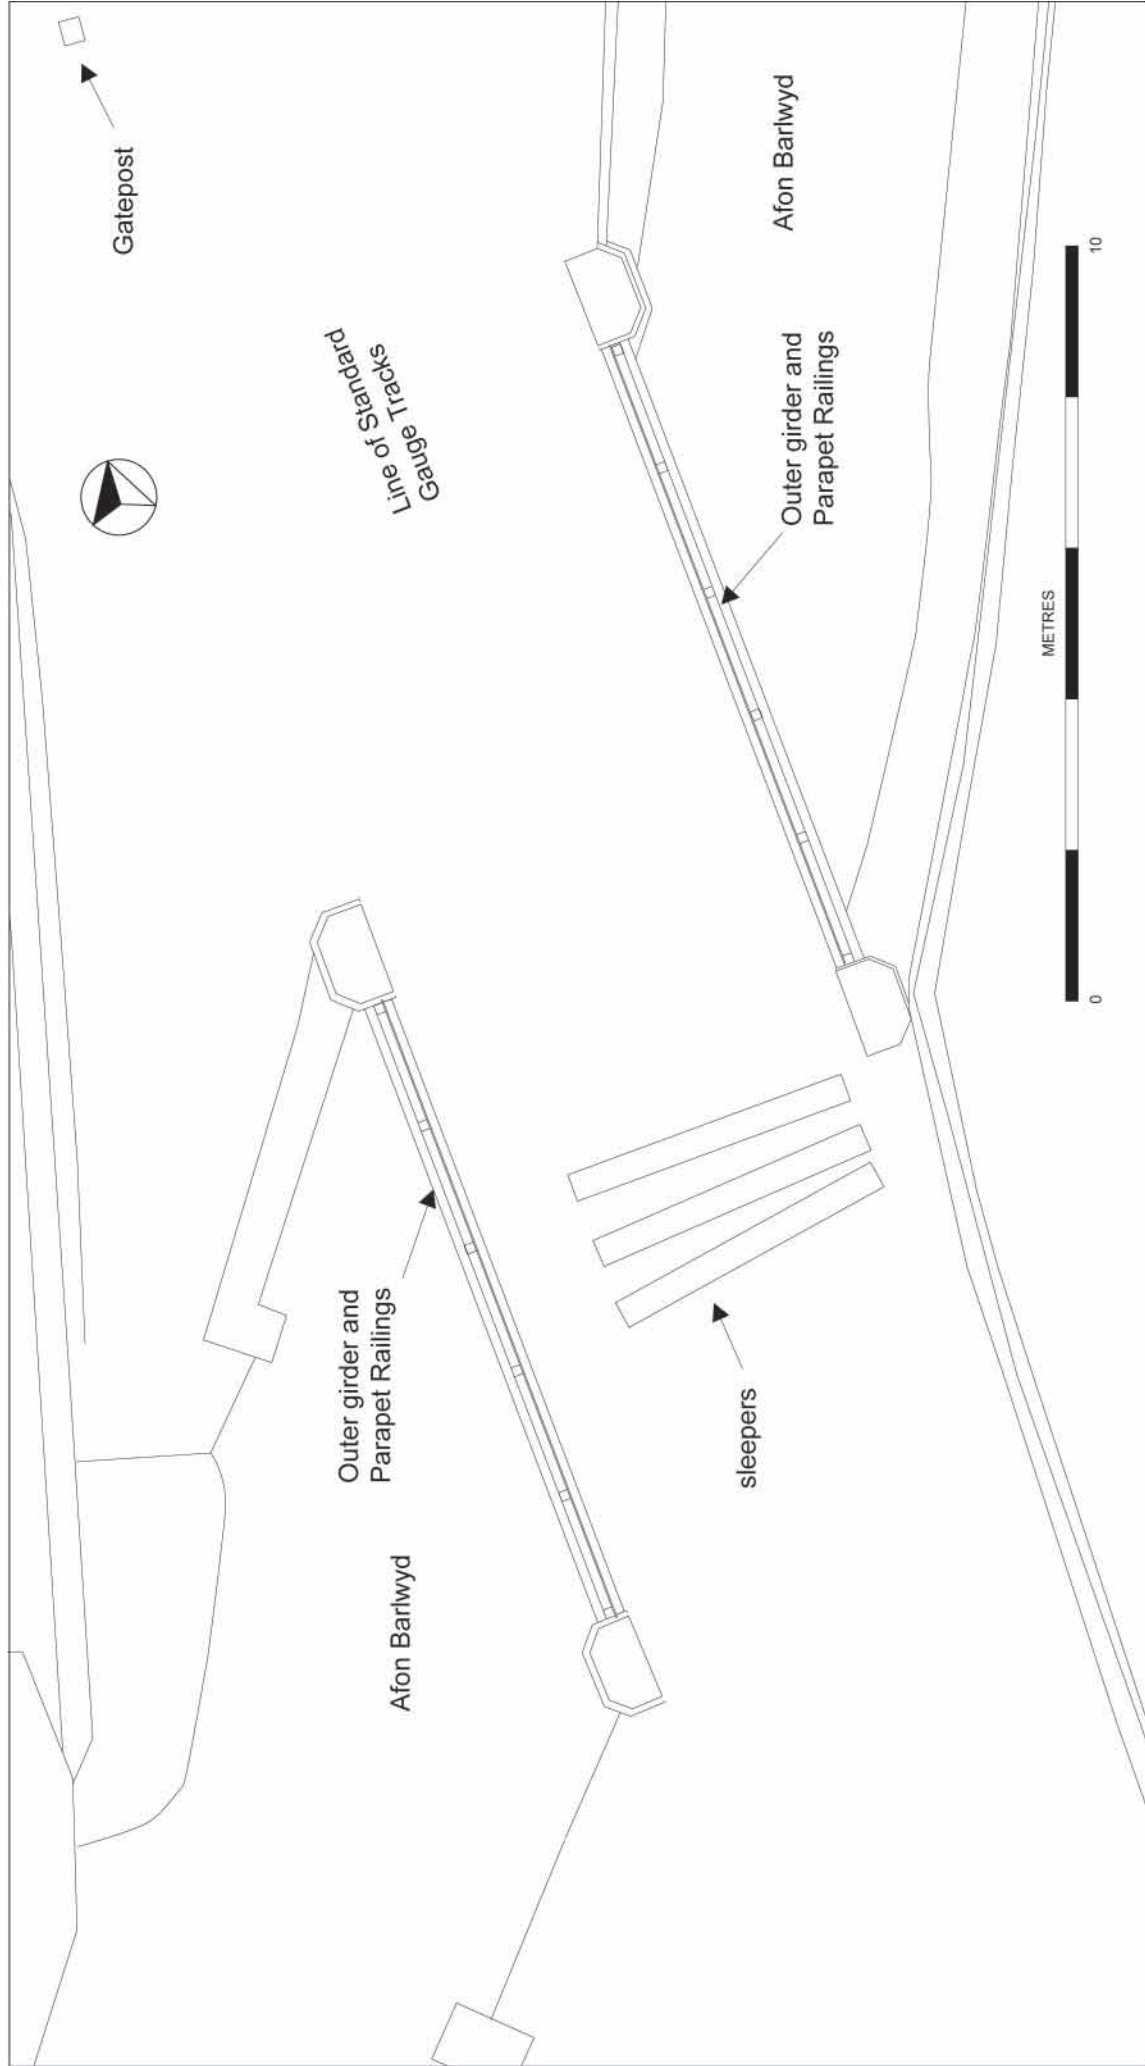 Gatepost
Line of Standard
Gauge Tracks
Afon Barlwyd
Outer girder and
Parapet Railings
Outer girder and
Parapet Railings
Afon Barlwyd
sleepers
METRES
0
10